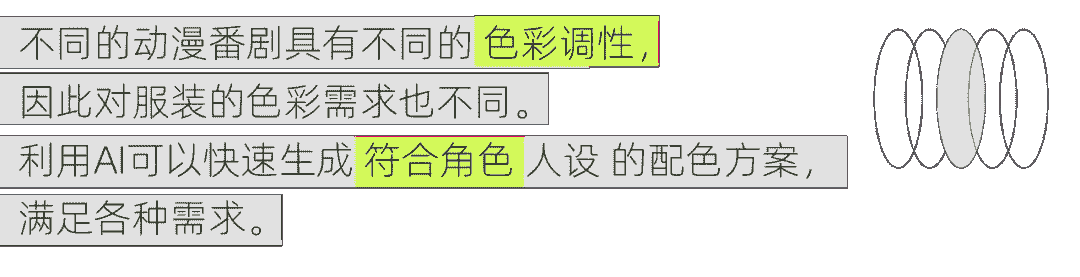 不同的动漫番剧具有不同的色彩调性，
因此对服装的色彩需求也不同。
利用AI可以快速生成符合角色人设 的配色方案，
满足各种需求。